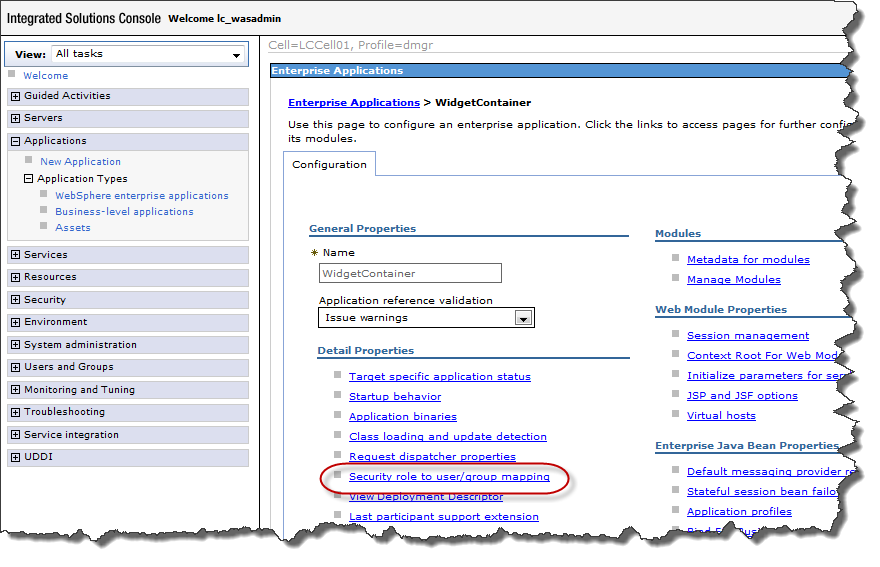 Integrated Solutions Console Welcome lc_wasadmin
View: All tasks
Welcome
Guided Activities
Servers
Applications
New Application
Application Types
WebSphere enterprise applications
Business-level applications
Assets
Services
Resources
Security
Environment
System administration
Users and Groups
Monitoring and Tuning
Troubleshooting
Service integration
UDDI
Cell=LCCell01, Profile=dmgr
Enterprise Applications
Enterprise Applications > WidgetContainer
Use this page to configure an enterprise application. Click the links to access pages for further config
its modules.
Configuration
General Properties
* Name
WidgetContainer
Application reference validation
Issue warnings
Detail Properties
Target specific application status
Startup behavior
Application binaries
Class loading and update detection
Request dispatcher properties
Security role to user/group mapping
View Deployment Descriptor
Last participant support extension
Modules
Metadata for modules
Manage Modules
Web Module Properties
Session management
Context Root For Web Mod
Initialize parameters for ser
JSP and JSF options
Virtual hosts
Enterprise Java Bean Properties
Default messaging provider re
Stateful session bean failo
Application profiles